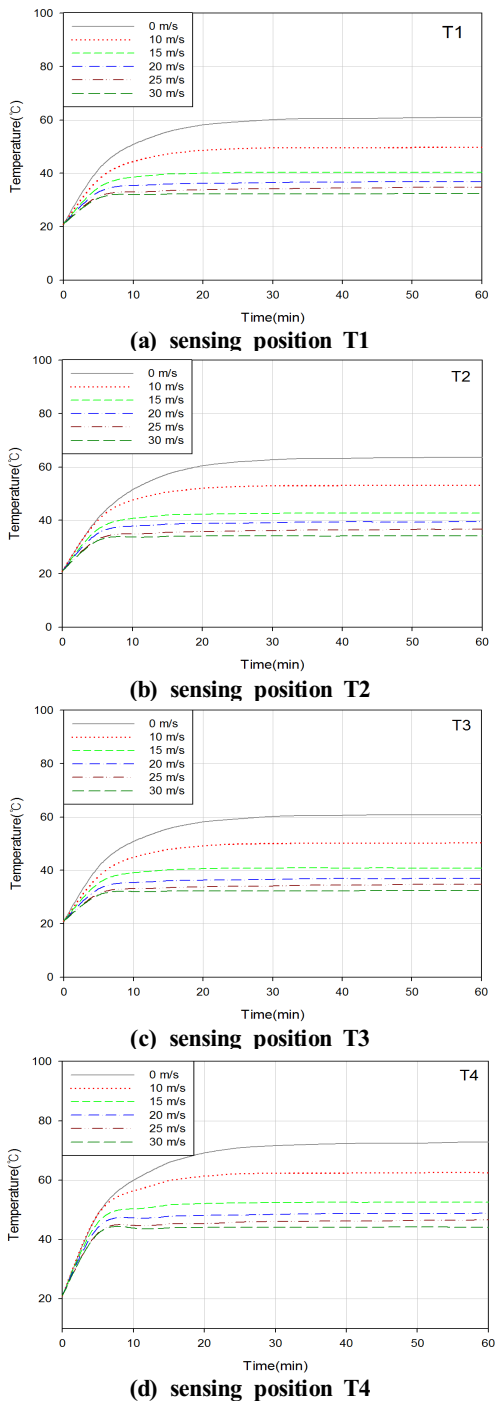 100
0 m/s
T1
10 m/s
15 m/s
80
20 m/s
25 m/s
30 m/s
60
Temperature(℃)
40
20
0
0 10 20 30 40 50 60
Time(min)
(a) sensing position T1
100
0 m/s
T2
10 m/s
15 m/s
80
20 m/s
25 m/s
30 m/s
60
Temperature(℃)
40
20
0
0 10 20 30 40 50 60
Time(min)
(b) sensing position T2
100
0 m/s
T3
10 m/s
15 m/s
80
20 m/s
25 m/s
30 m/s
60
Temperature(℃)
40
20
0
0 10 20 30 40 50 60
Time(min)
(c) sensing position T3
100
0 m/s
T4
10 m/s
15 m/s
80
20 m/s
25 m/s
30 m/s
60
Temperature(℃)
40
20
0 10 20 30 40 50 60
Time(min)
(d) sensing position T4